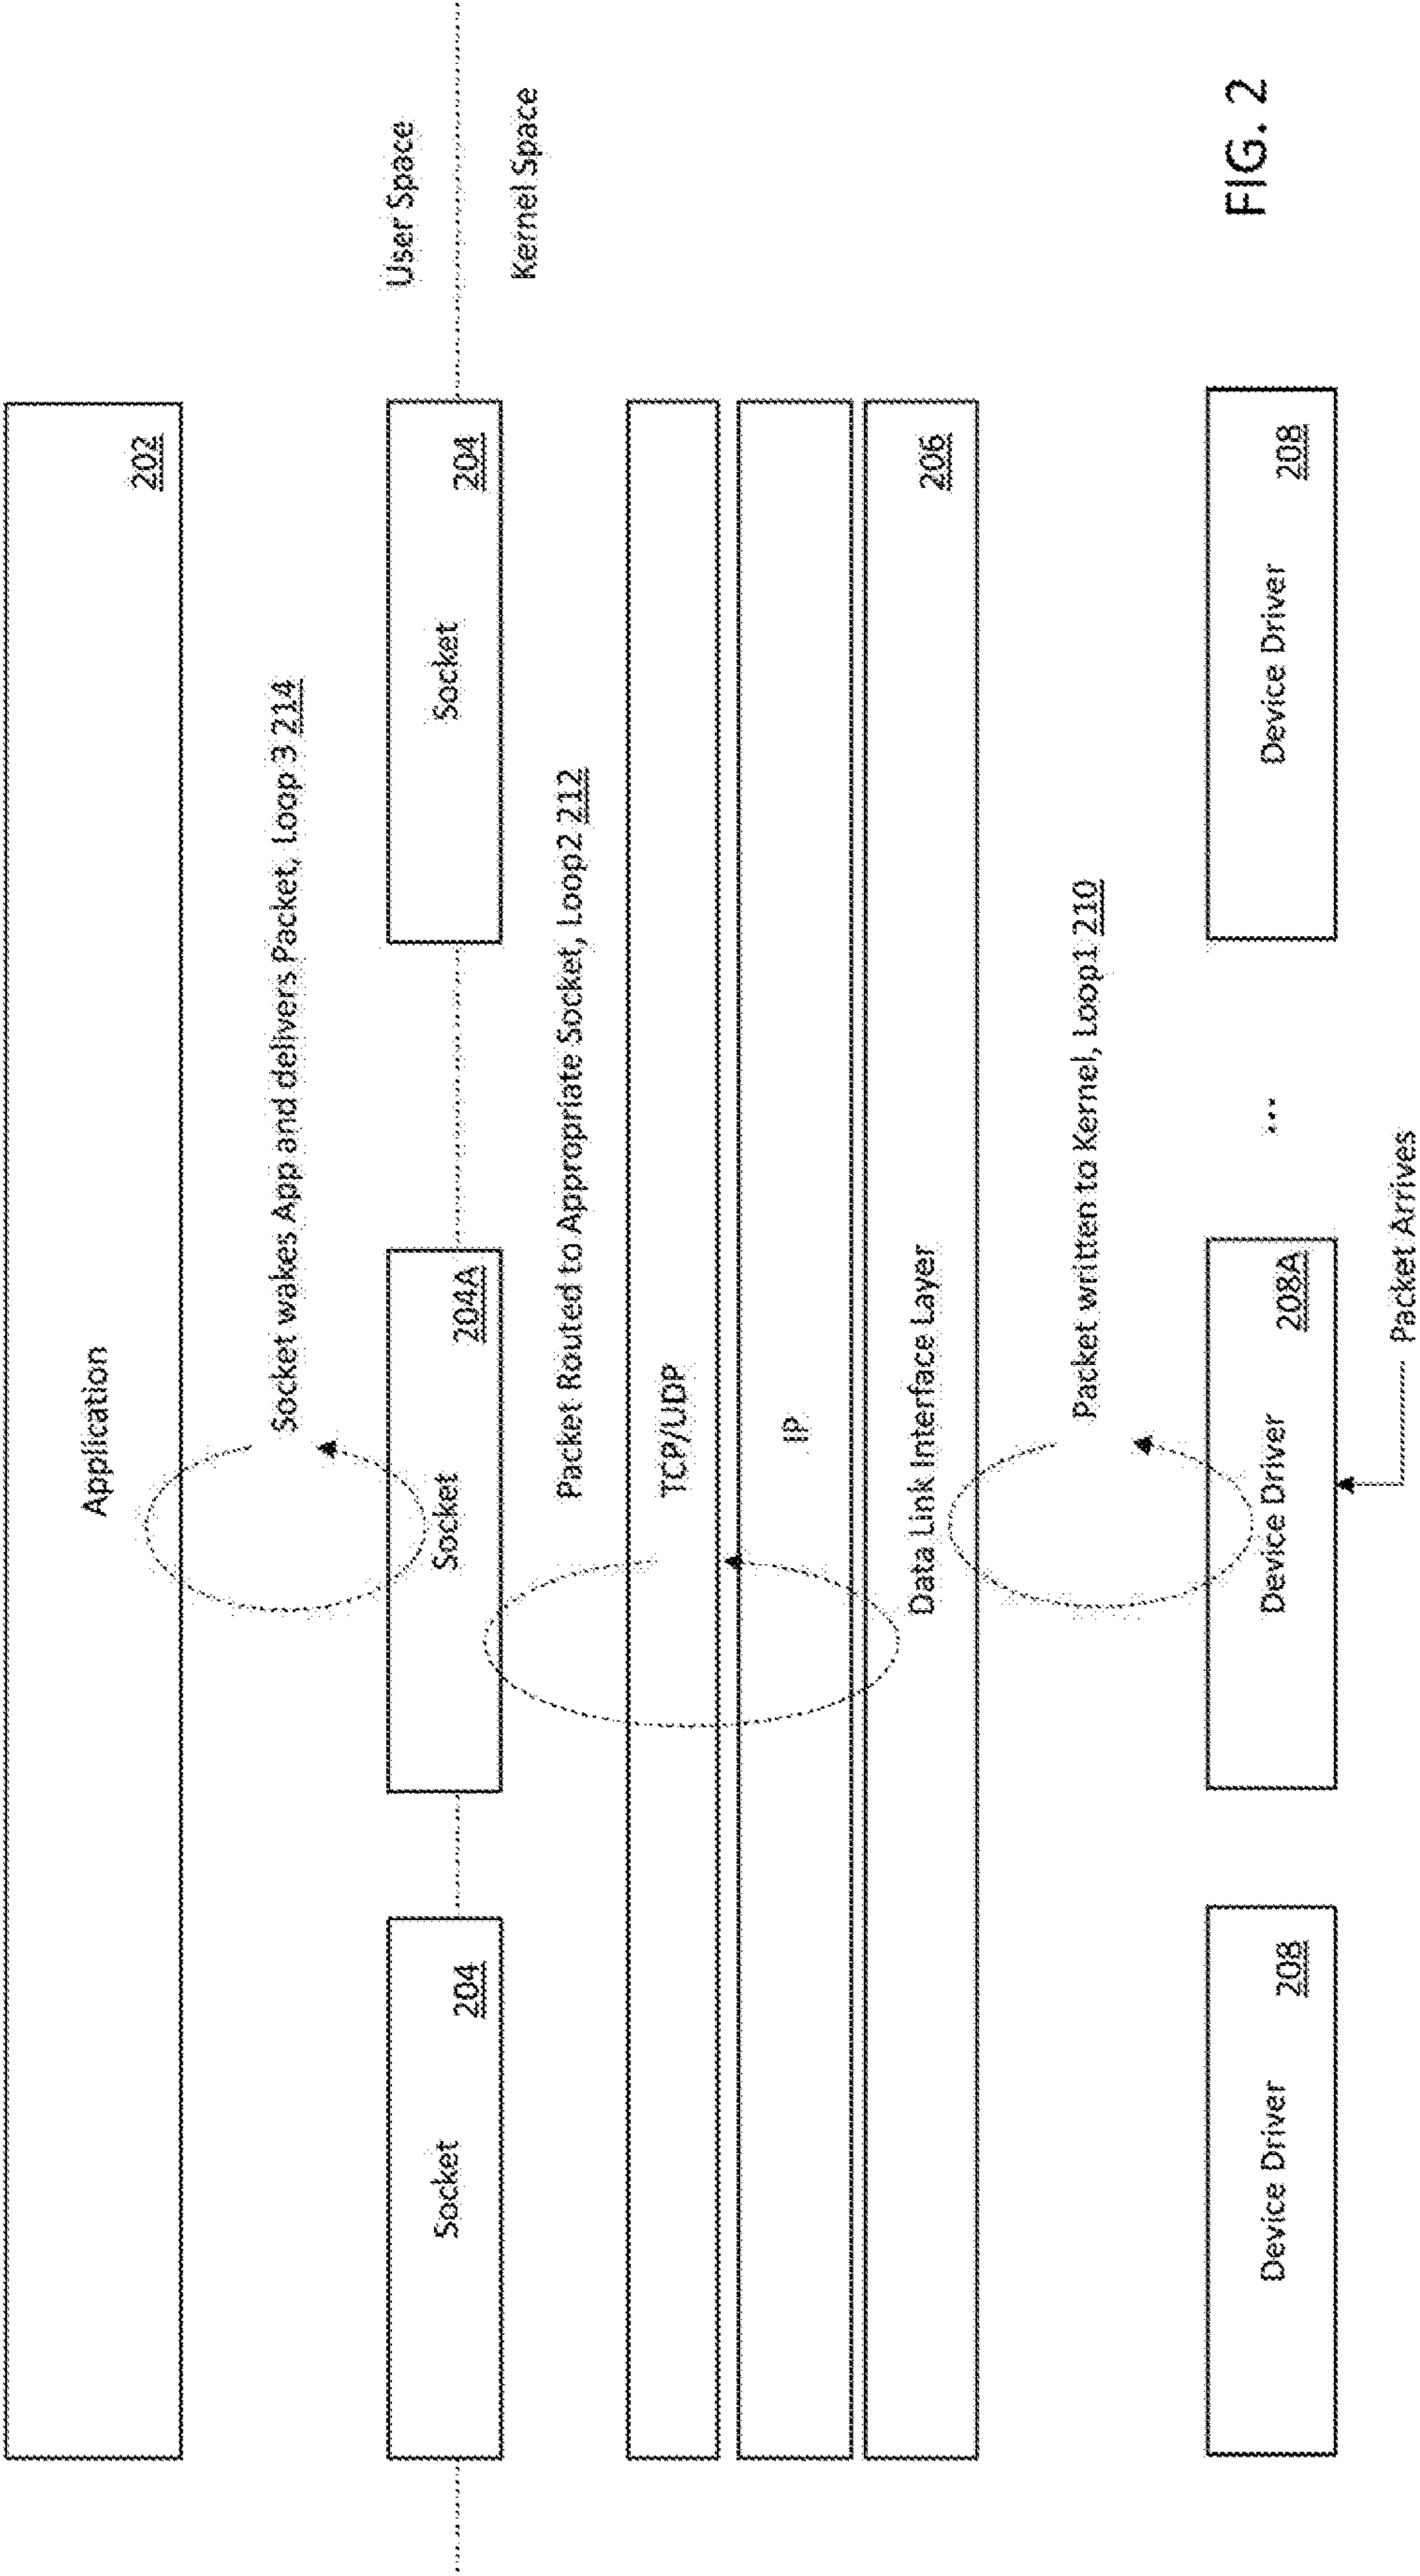 Application
202
Socket wakes App and delivers Packet, Loop 3 214
User Space
Socket
204
Socket
204A
Socket
204
Kernel Space
Packet Routed to Appropriate Socket, Loop2 212
TCP/UDP
IP
Data Link Interface Layer
206
Packet written to Kernel, Loop1 210
Device Driver
208
Device Driver
208A
...
Device Driver
208
Packet Arrives
FIG. 2